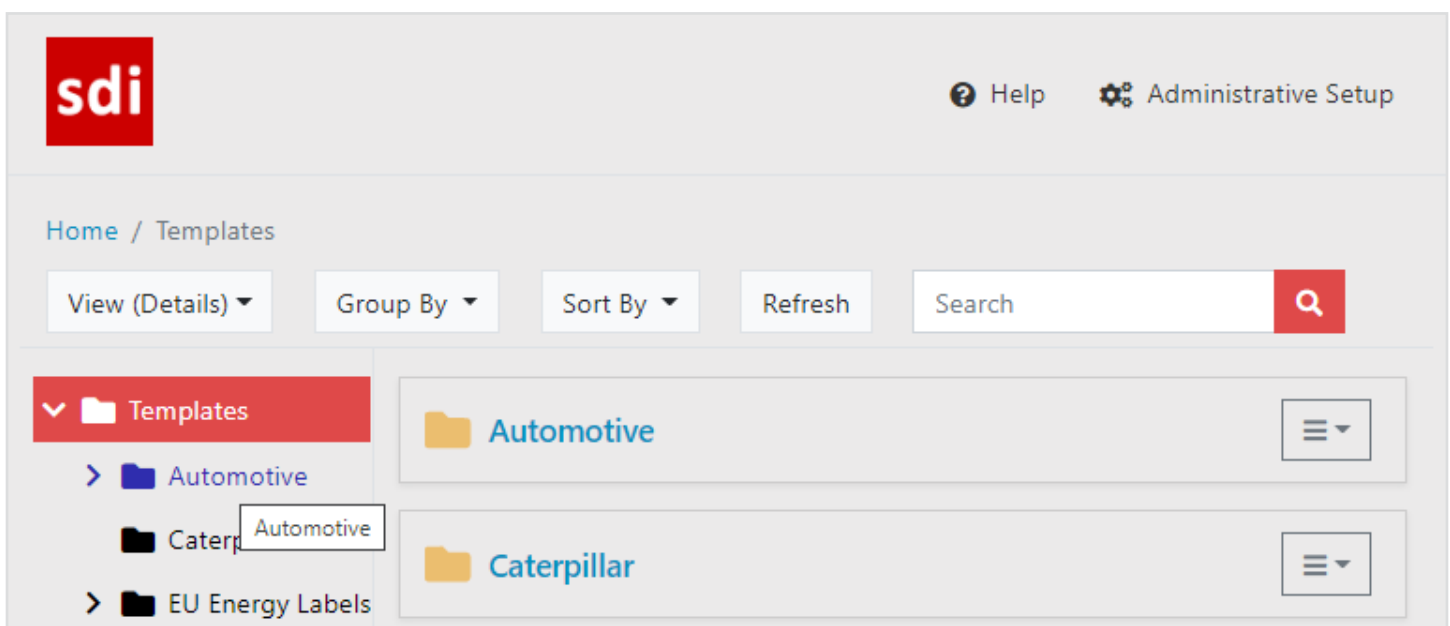 sdi
Help Administrative Setup
Home / Templates
View (Details) Group By Sort By Refresh Search
Templates
Automotive
Automotive
Caterp
EU Energy Labels
Automotive
Caterpillar